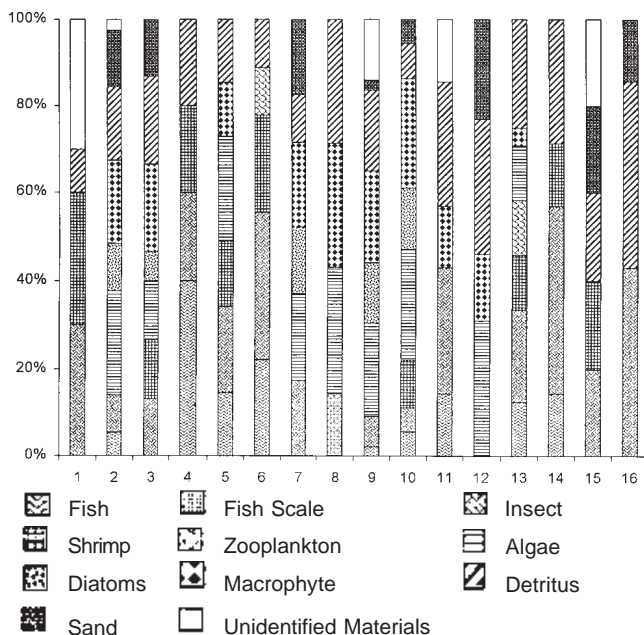 100%
80%
60%
40%
20%
0%
1 2 3 4 5 6 7 8 9 10 11 12 13 14 15 16
Fish Fish Scale Insect
Shrimp Zooplankton Algae
Diatoms Macrophyte Detritus
Sand Unidentified Materials